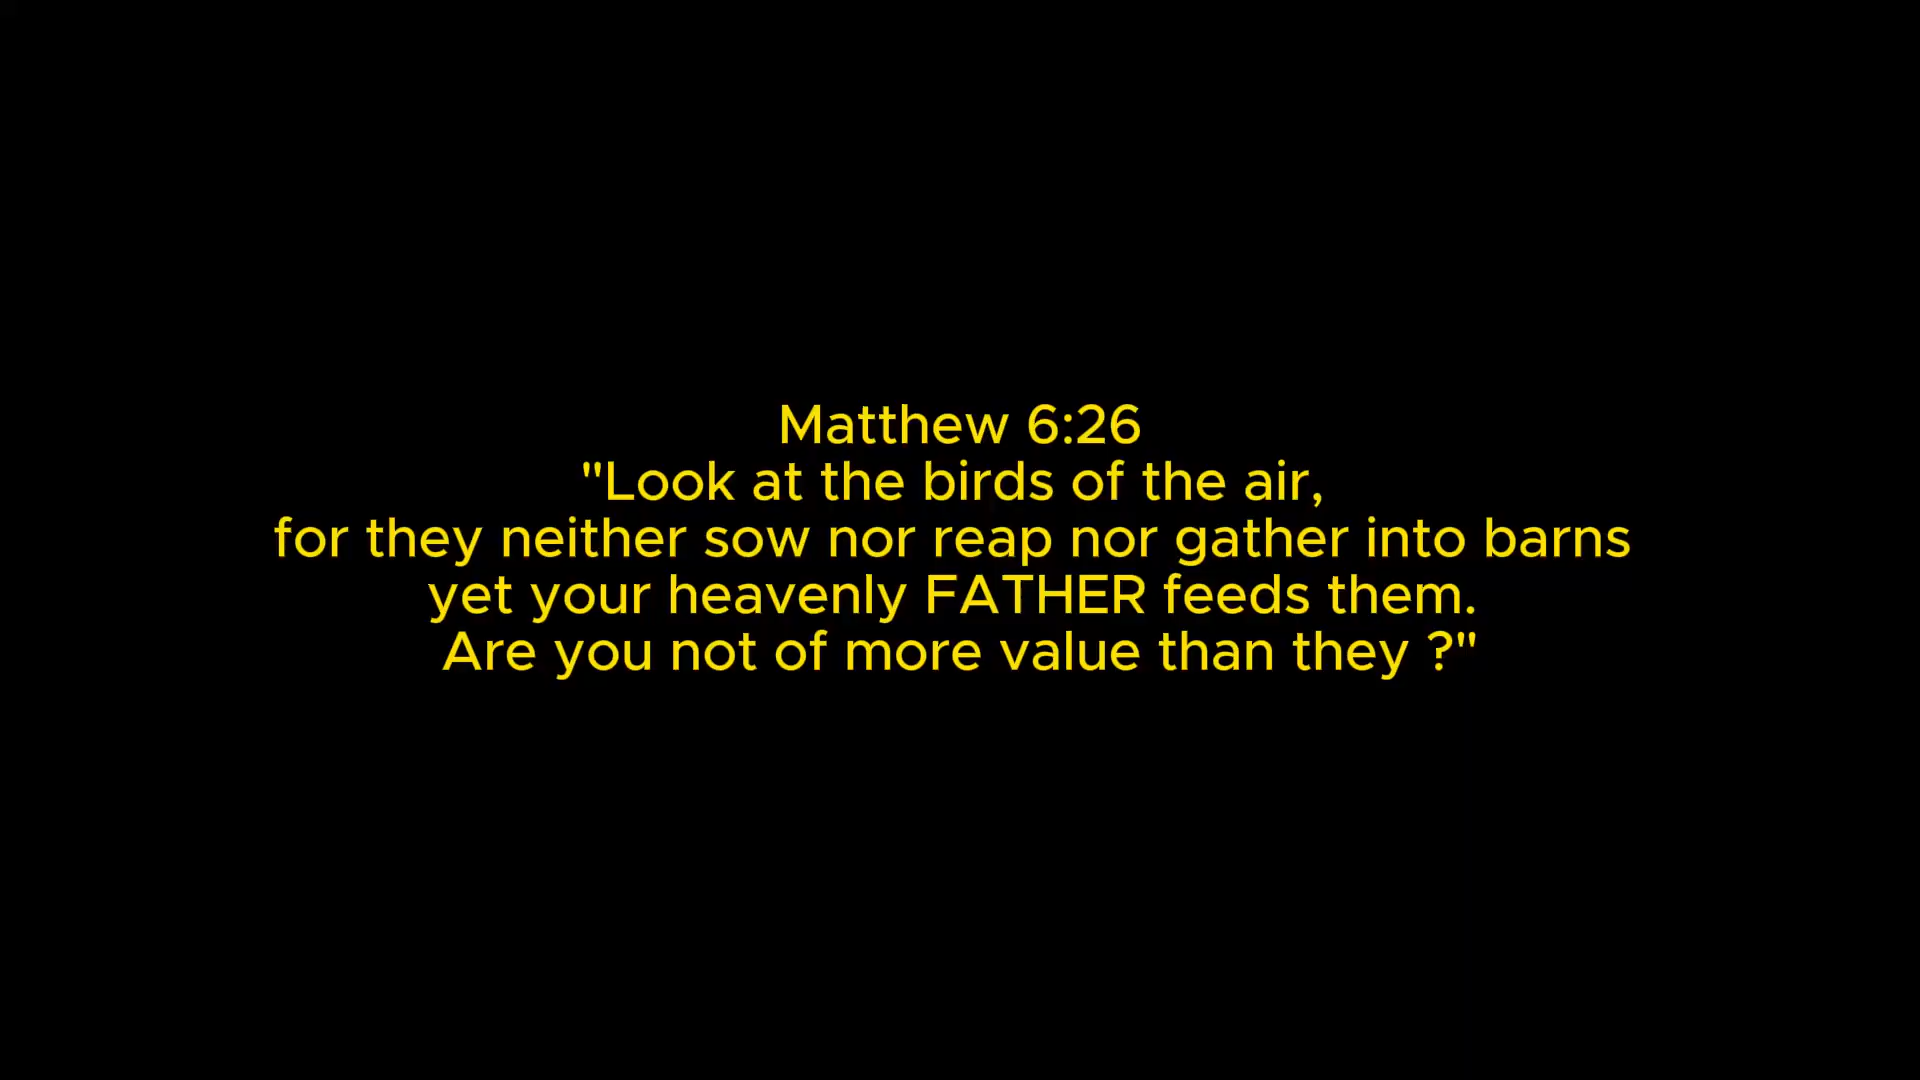 Matthew 6:26
"Look at the birds of the air,
for they neither sow nor reap nor gather into barns
yet your heavenly FATHER feeds them.
Are you not of more value than they ?"